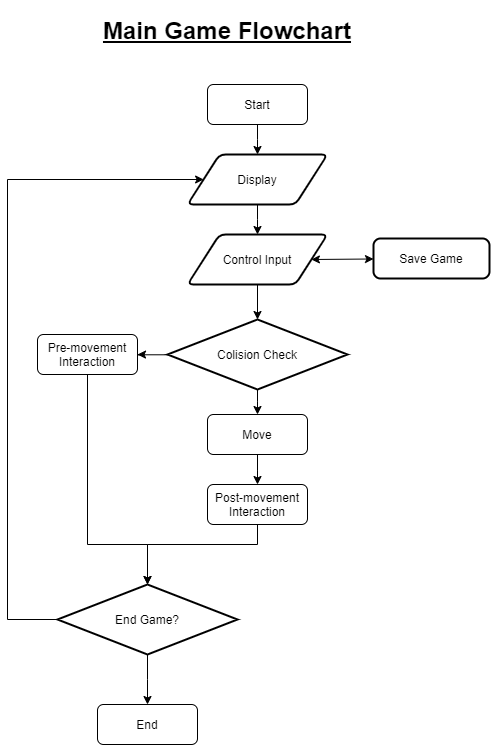 Main Game Flowchart
Start
Display
Control Input
Save Game
Colision Check
Pre-movement
Interaction
Move
Post-movement
Interaction
End Game?
End